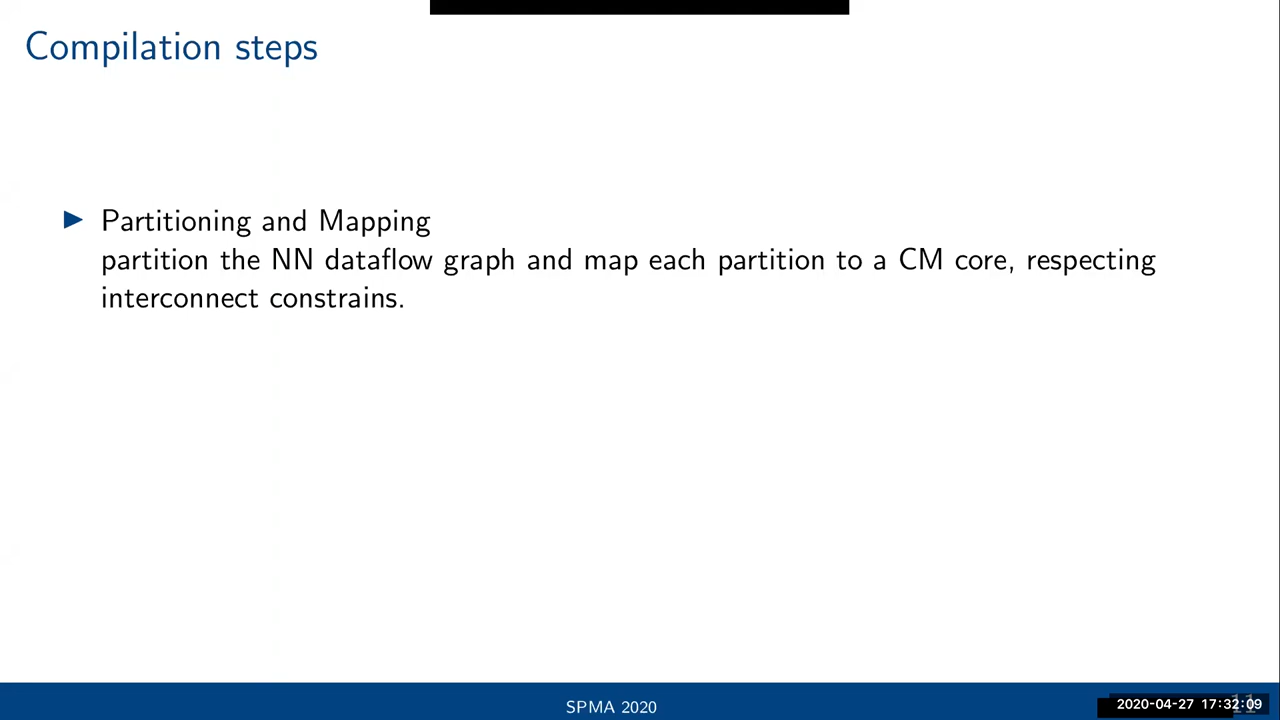 Compilation steps
Partitioning and Mapping
partition the NN dataflow graph and map each partition to a CM core, respecting
interconnect constrains.
SPMA 2020
11
2020-04-27 17:32:09